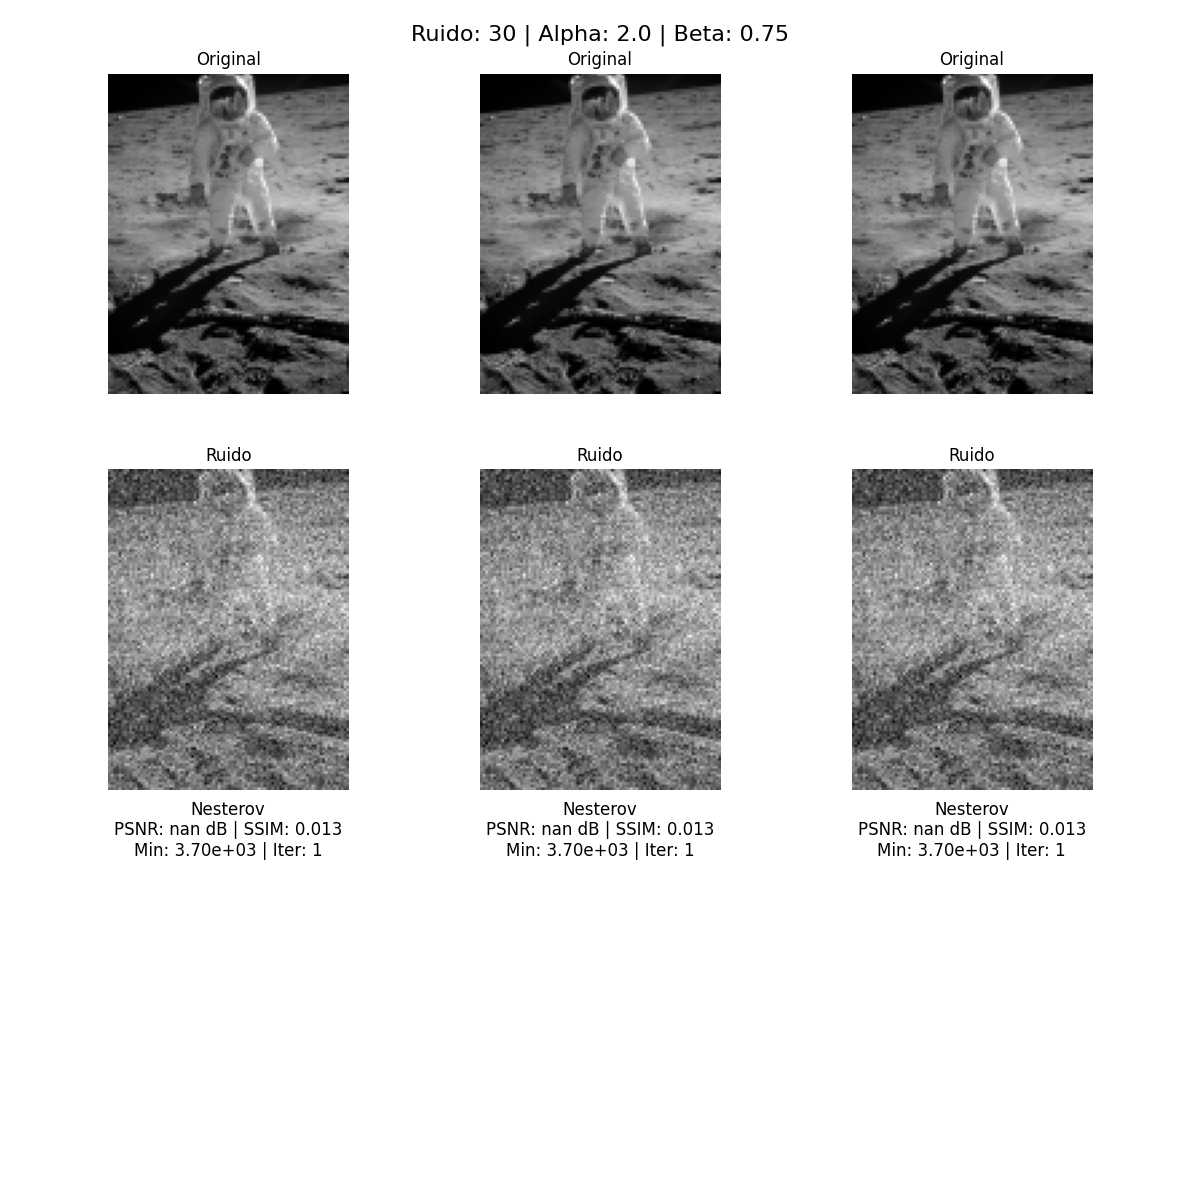 Ruido: 30 | Alpha: 2.0 | Beta: 0.75
Original
Original
Original
Ruido
Ruido
Ruido
Nesterov
PSNR: nan dB | SSIM: 0.013
Min: 3.70e+03 | Iter: 1
Nesterov
PSNR: nan dB | SSIM: 0.013
Min: 3.70e+03 | Iter: 1
Nesterov
PSNR: nan dB | SSIM: 0.013
Min: 3.70e+03 | Iter: 1